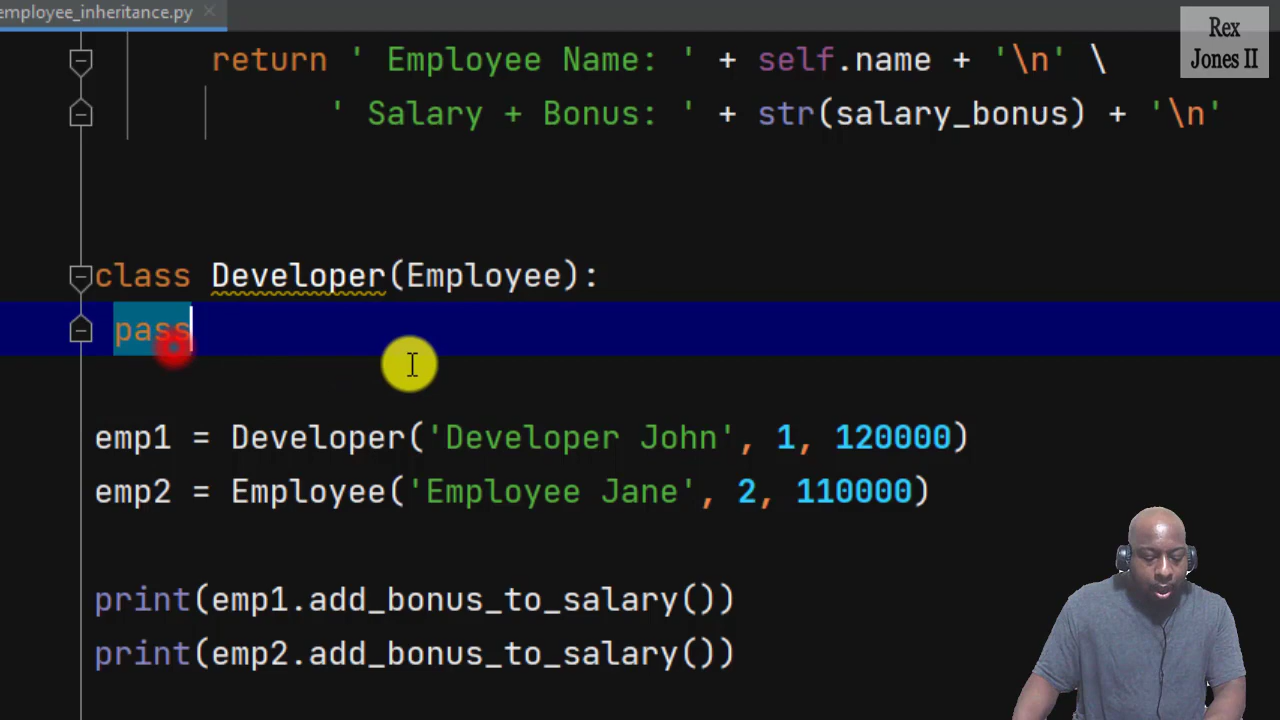 employee_inheritance.py
Rex
Jones II
return ' Employee Name: ' + self.name + '\n' \
' Salary + Bonus: ' + str(salary_bonus) + '\n'
class Developer(Employee):
pass
emp1 = Developer('Developer John', 1, 120000)
emp2 = Employee('Employee Jane', 2, 110000)
print(emp1.add_bonus_to_salary())
print(emp2.add_bonus_to_salary())